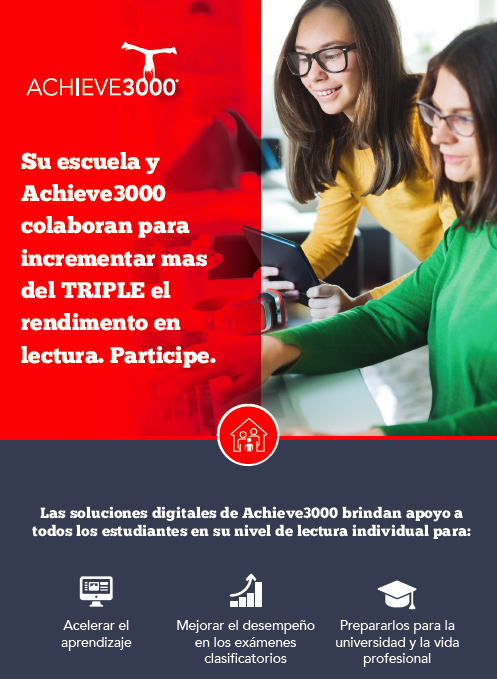 ACHIEVE3000
Su escuela y
Achieve3000
colaboran para
incrementar mas
del TRIPLE el
rendimento en
lectura. Participe.
Las soluciones digitales de Achieve3000 brindan apoyo a
todos los estudiantes en su nivel de lectura individual para:
Acelerar el
aprendizaje
Mejorar el desempeño
en los exámenes
clasificatorios
Prepararlos para la
universidad y la vida
profesional